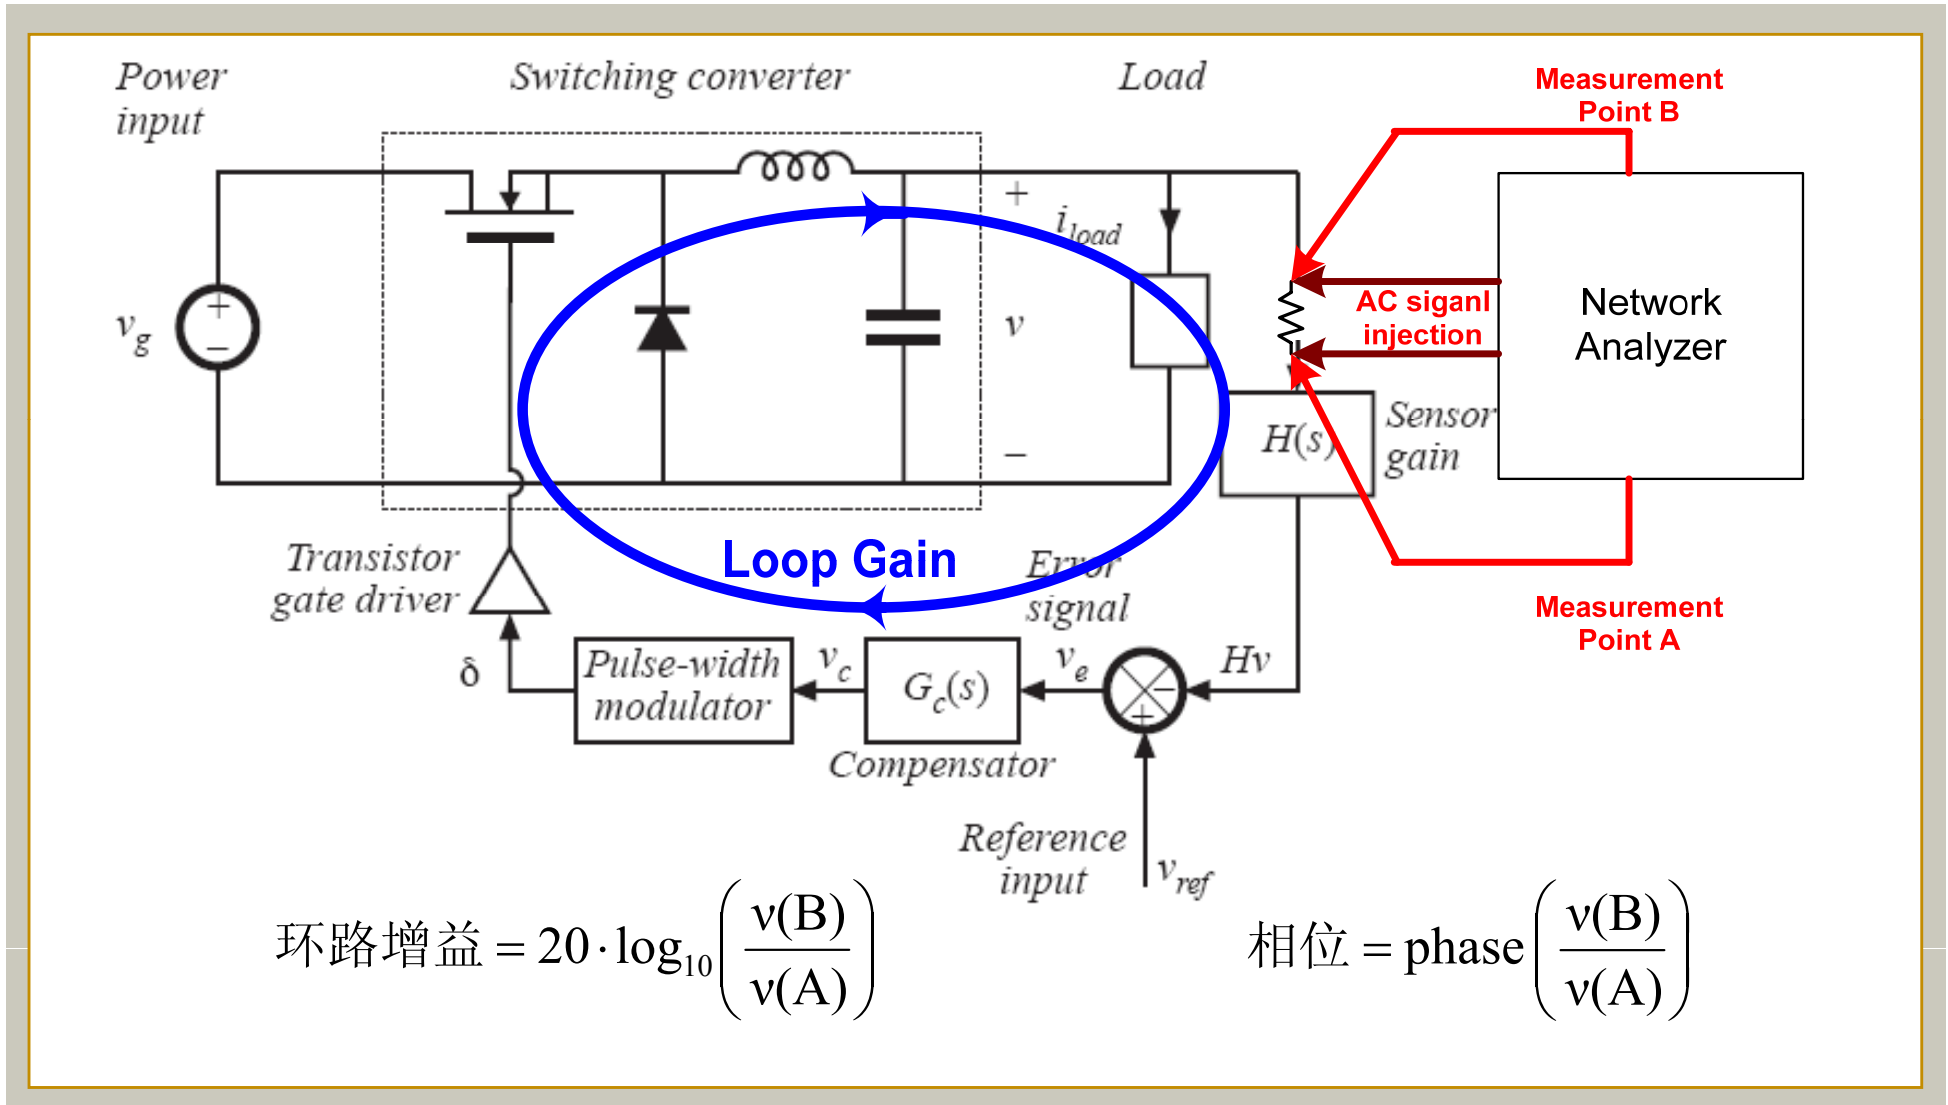 Power
input
Switching converter
Load
Measurement
Point B
+
i_load
v_g
+
−
v
−
AC siganl
injection
Network
Analyzer
H(s)
Sensor
gain
Transistor
gate driver
Loop Gain
Error
signal
Measurement
Point A
δ
Pulse-width
modulator
v_c
G_c(s)
v_e
−
+
Hv
Compensator
Reference
input
v_ref
环路增益 = 20·log₁₀(v(B)/v(A))
相位 = phase(v(B)/v(A))